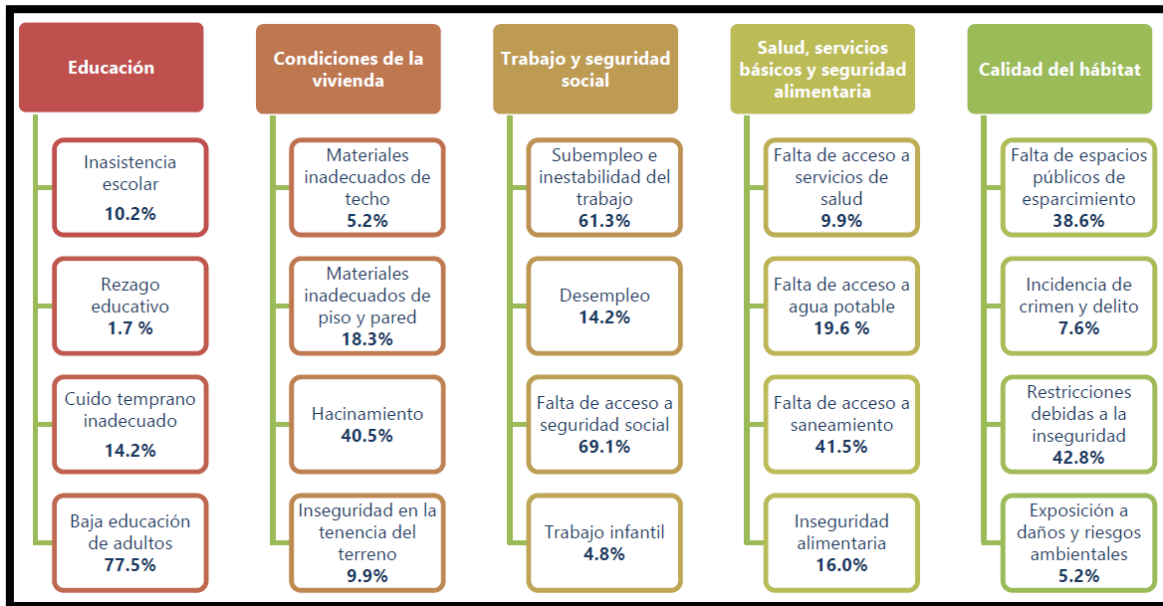 Educación
Inasistencia
escolar
10.2%
Rezago
educativo
1.7 %
Cuido temprano
inadecuado
14.2%
Baja educación
de adultos
77.5%
Condiciones de la
vivienda
Materiales
inadecuados de
techo
5.2%
Materiales
inadecuados de
piso y pared
18.3%
Hacinamiento
40.5%
Inseguridad en la
tenencia del
terreno
9.9%
Trabajo y seguridad
social
Subempleo e
inestabilidad del
trabajo
61.3%
Desempleo
14.2%
Falta de acceso a
seguridad social
69.1%
Trabajo infantil
4.8%
Salud, servicios
básicos y seguridad
alimentaria
Falta de acceso a
servicios de
salud
9.9%
Falta de acceso a
agua potable
19.6 %
Falta de acceso a
saneamiento
41.5%
Inseguridad
alimentaria
16.0%
Calidad del hábitat
Falta de espacios
públicos de
esparcimiento
38.6%
Incidencia de
crimen y delito
7.6%
Restricciones
debidas a la
inseguridad
42.8%
Exposición a
daños y riesgos
ambientales
5.2%